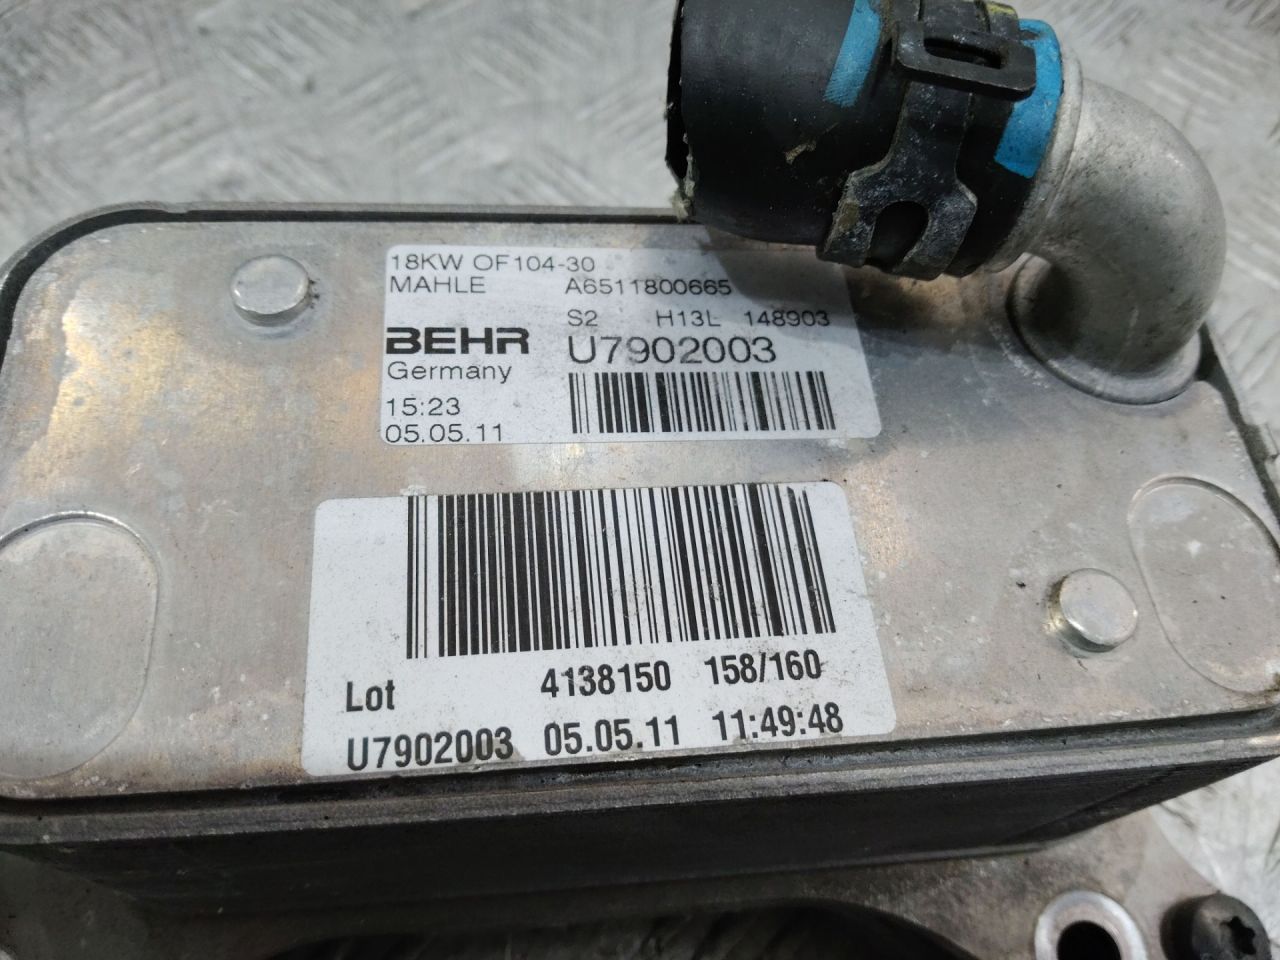 18KW OF104-30
MAHLE A6511800665
S2 H13L 148903
BEHR U7902003
Germany
15:23
05.05.11
Lot 4138150 158/160
U7902003 05.05.11 11:49:48